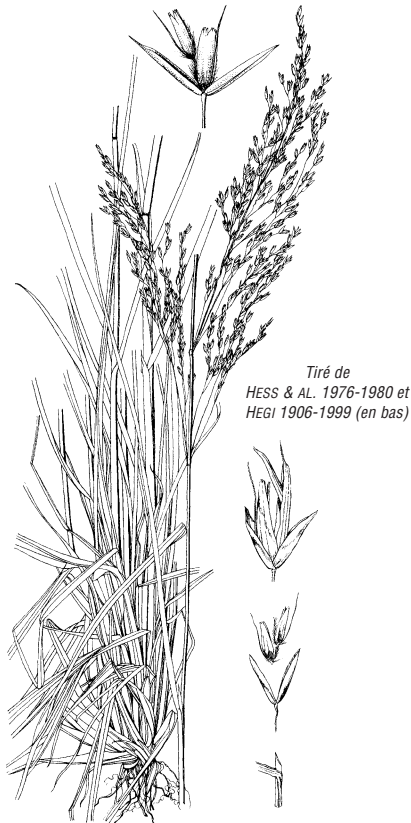 Tiré de
HESS & AL. 1976-1980 et
HEGI 1906-1999 (en bas)